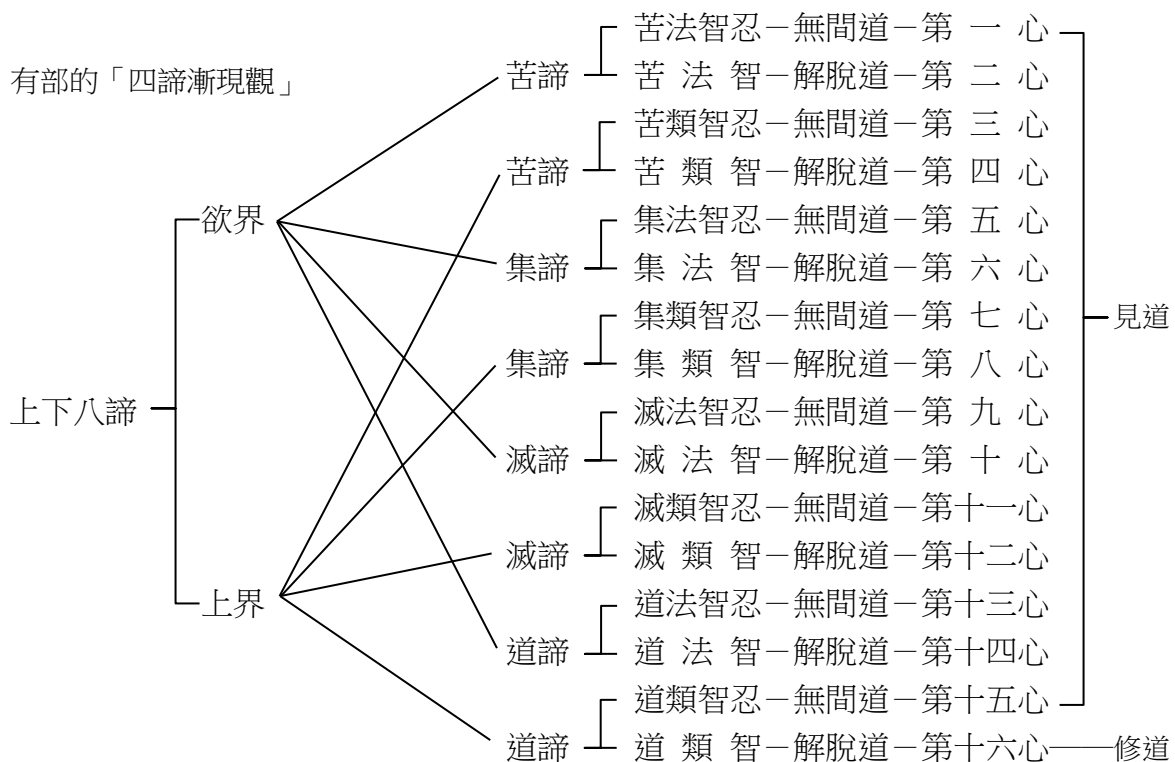 有部的「四諦漸現觀」
上下八諦
欲界
上界
苦諦
苦法智忍－無間道－第 一 心
苦 法 智－解脫道－第 二 心
苦諦
苦類智忍－無間道－第 三 心
苦 類 智－解脫道－第 四 心
集諦
集法智忍－無間道－第 五 心
集 法 智－解脫道－第 六 心
集諦
集類智忍－無間道－第 七 心
集 類 智－解脫道－第 八 心
滅諦
滅法智忍－無間道－第 九 心
滅 法 智－解脫道－第 十 心
滅諦
滅類智忍－無間道－第十一心
滅 類 智－解脫道－第十二心
道諦
道法智忍－無間道－第十三心
道 法 智－解脫道－第十四心
道諦
道類智忍－無間道－第十五心
道 類 智－解脫道－第十六心
見道
修道